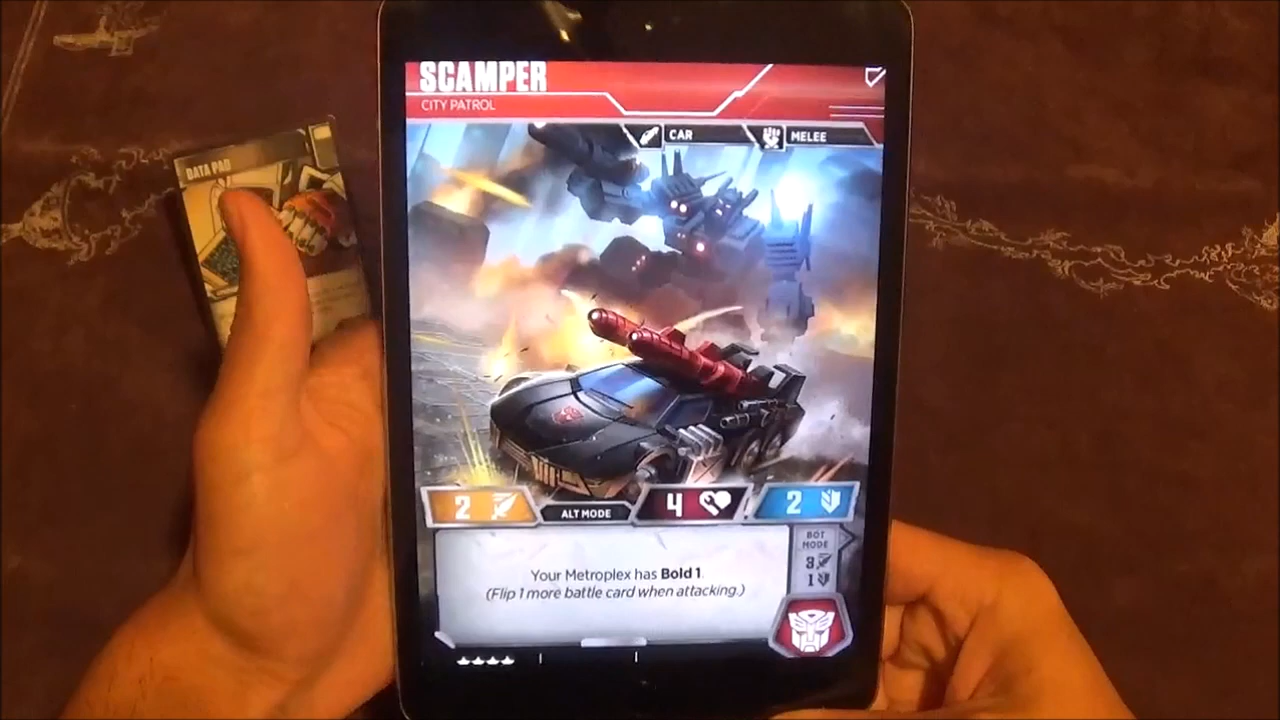 SCAMPER
CITY PATROL
CAR
MELEE
DATA PAD
2
ALT MODE
4
2
BOT
MODE
3
1
Your Metroplex has Bold 1.
(Flip 1 more battle card when attacking.)